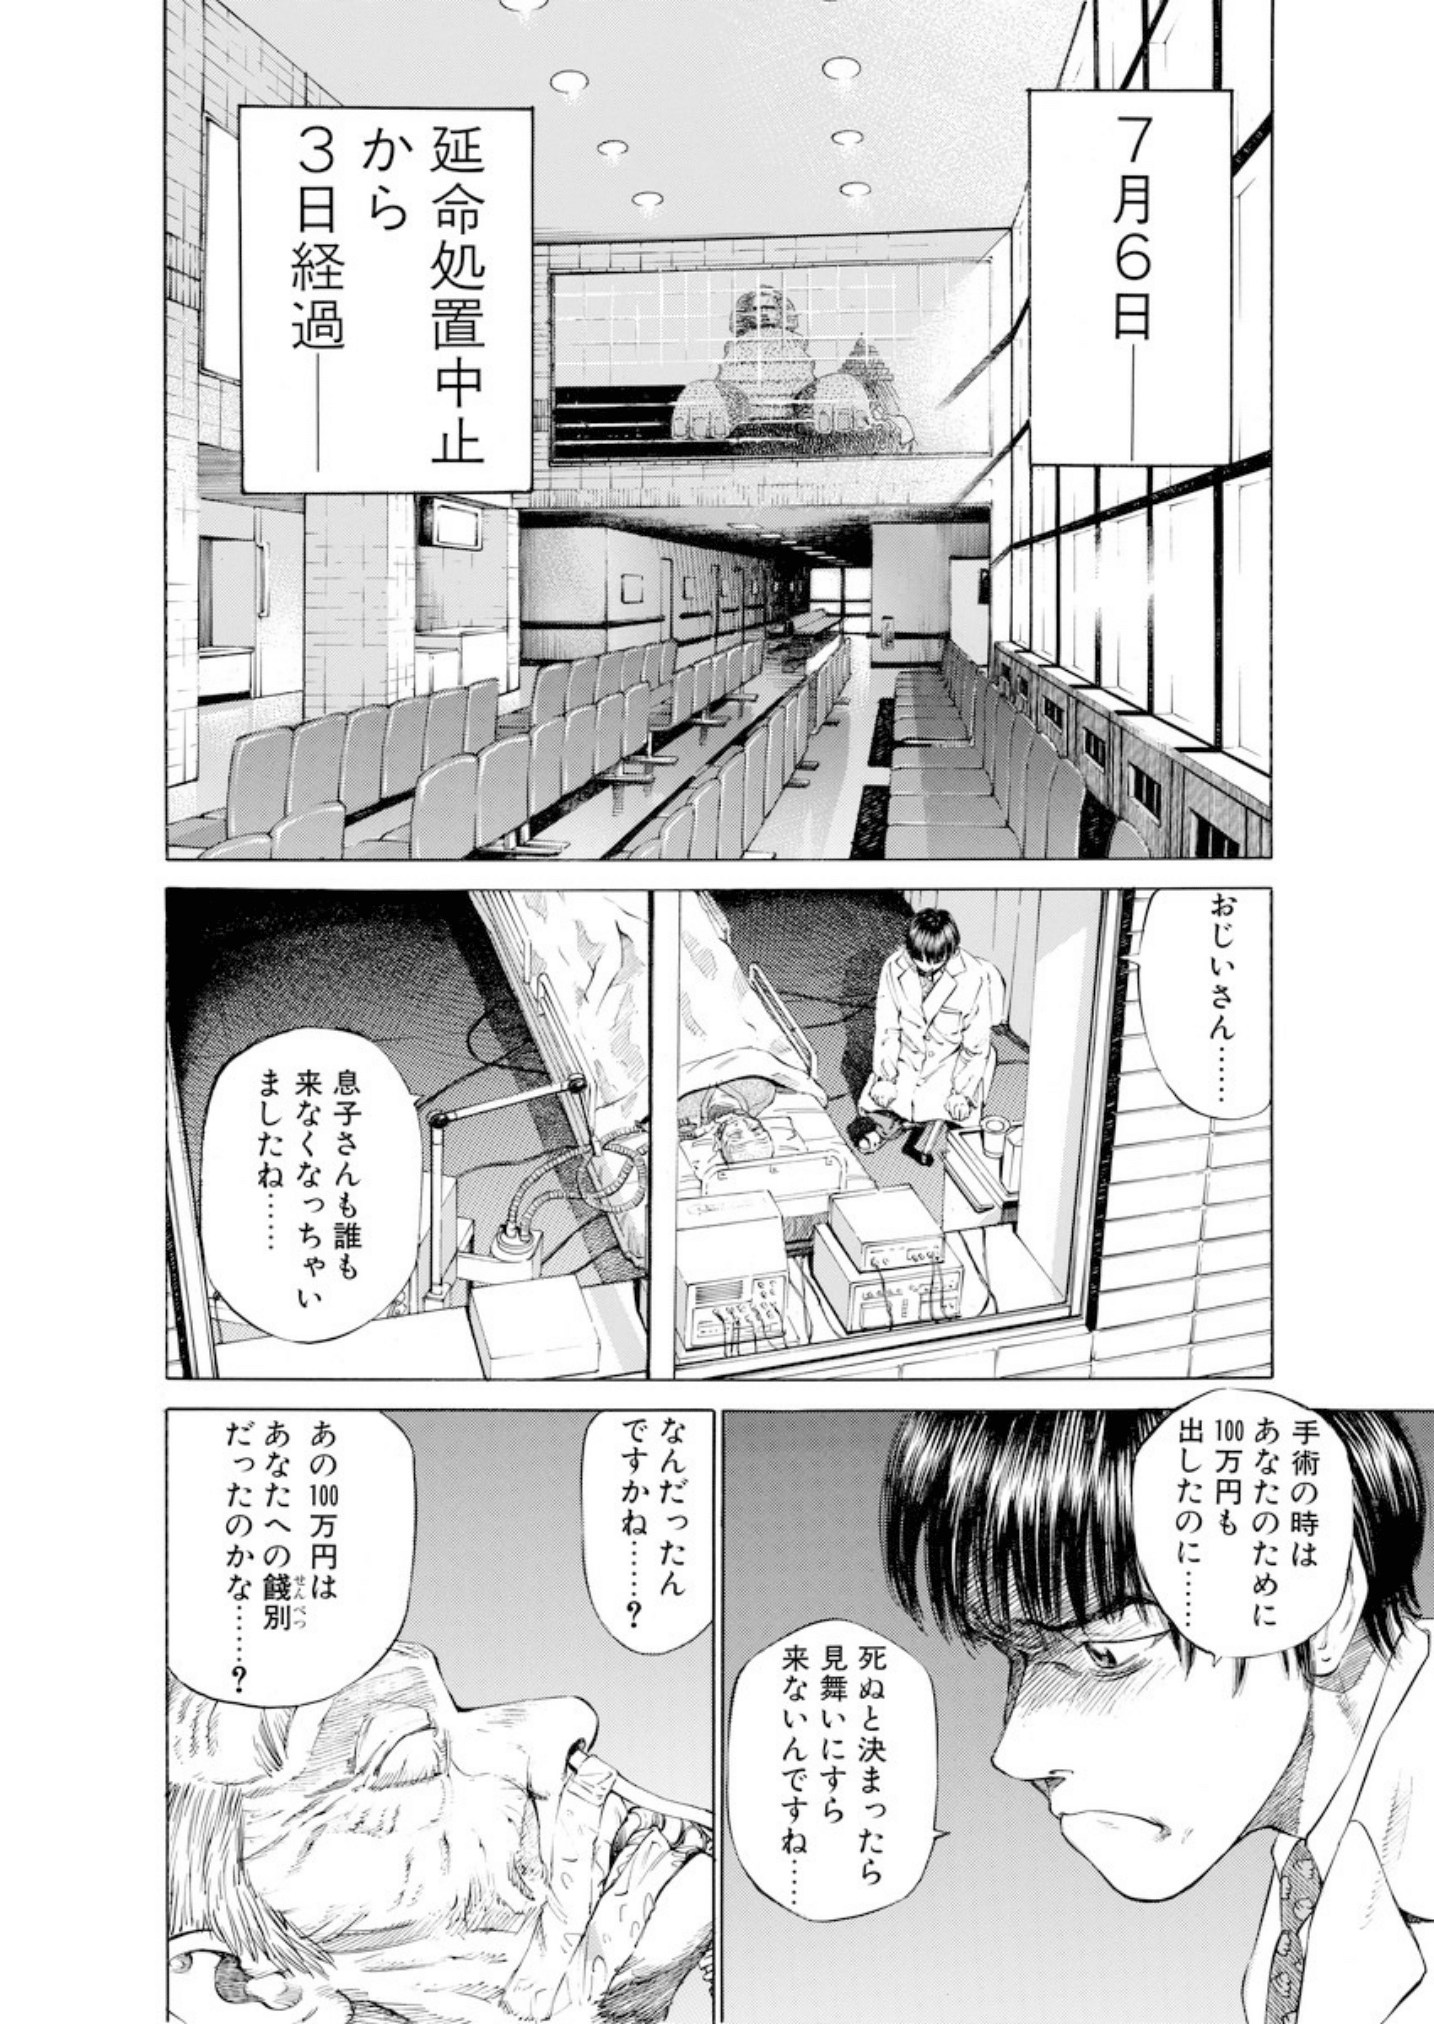 7月6日――
延命処置中止
から
3日経過――
おじいさん……
息子さんも誰も
来なくなっちゃい
ましたね……
手術の時は
あなたのために
100万円も
出したのに……
死ぬと決まったら
見舞いにすら
来ないんですね……
なんだったん
ですかね……？
あの100万円は
あなたへの餞別
せんべつ
だったのかな……？